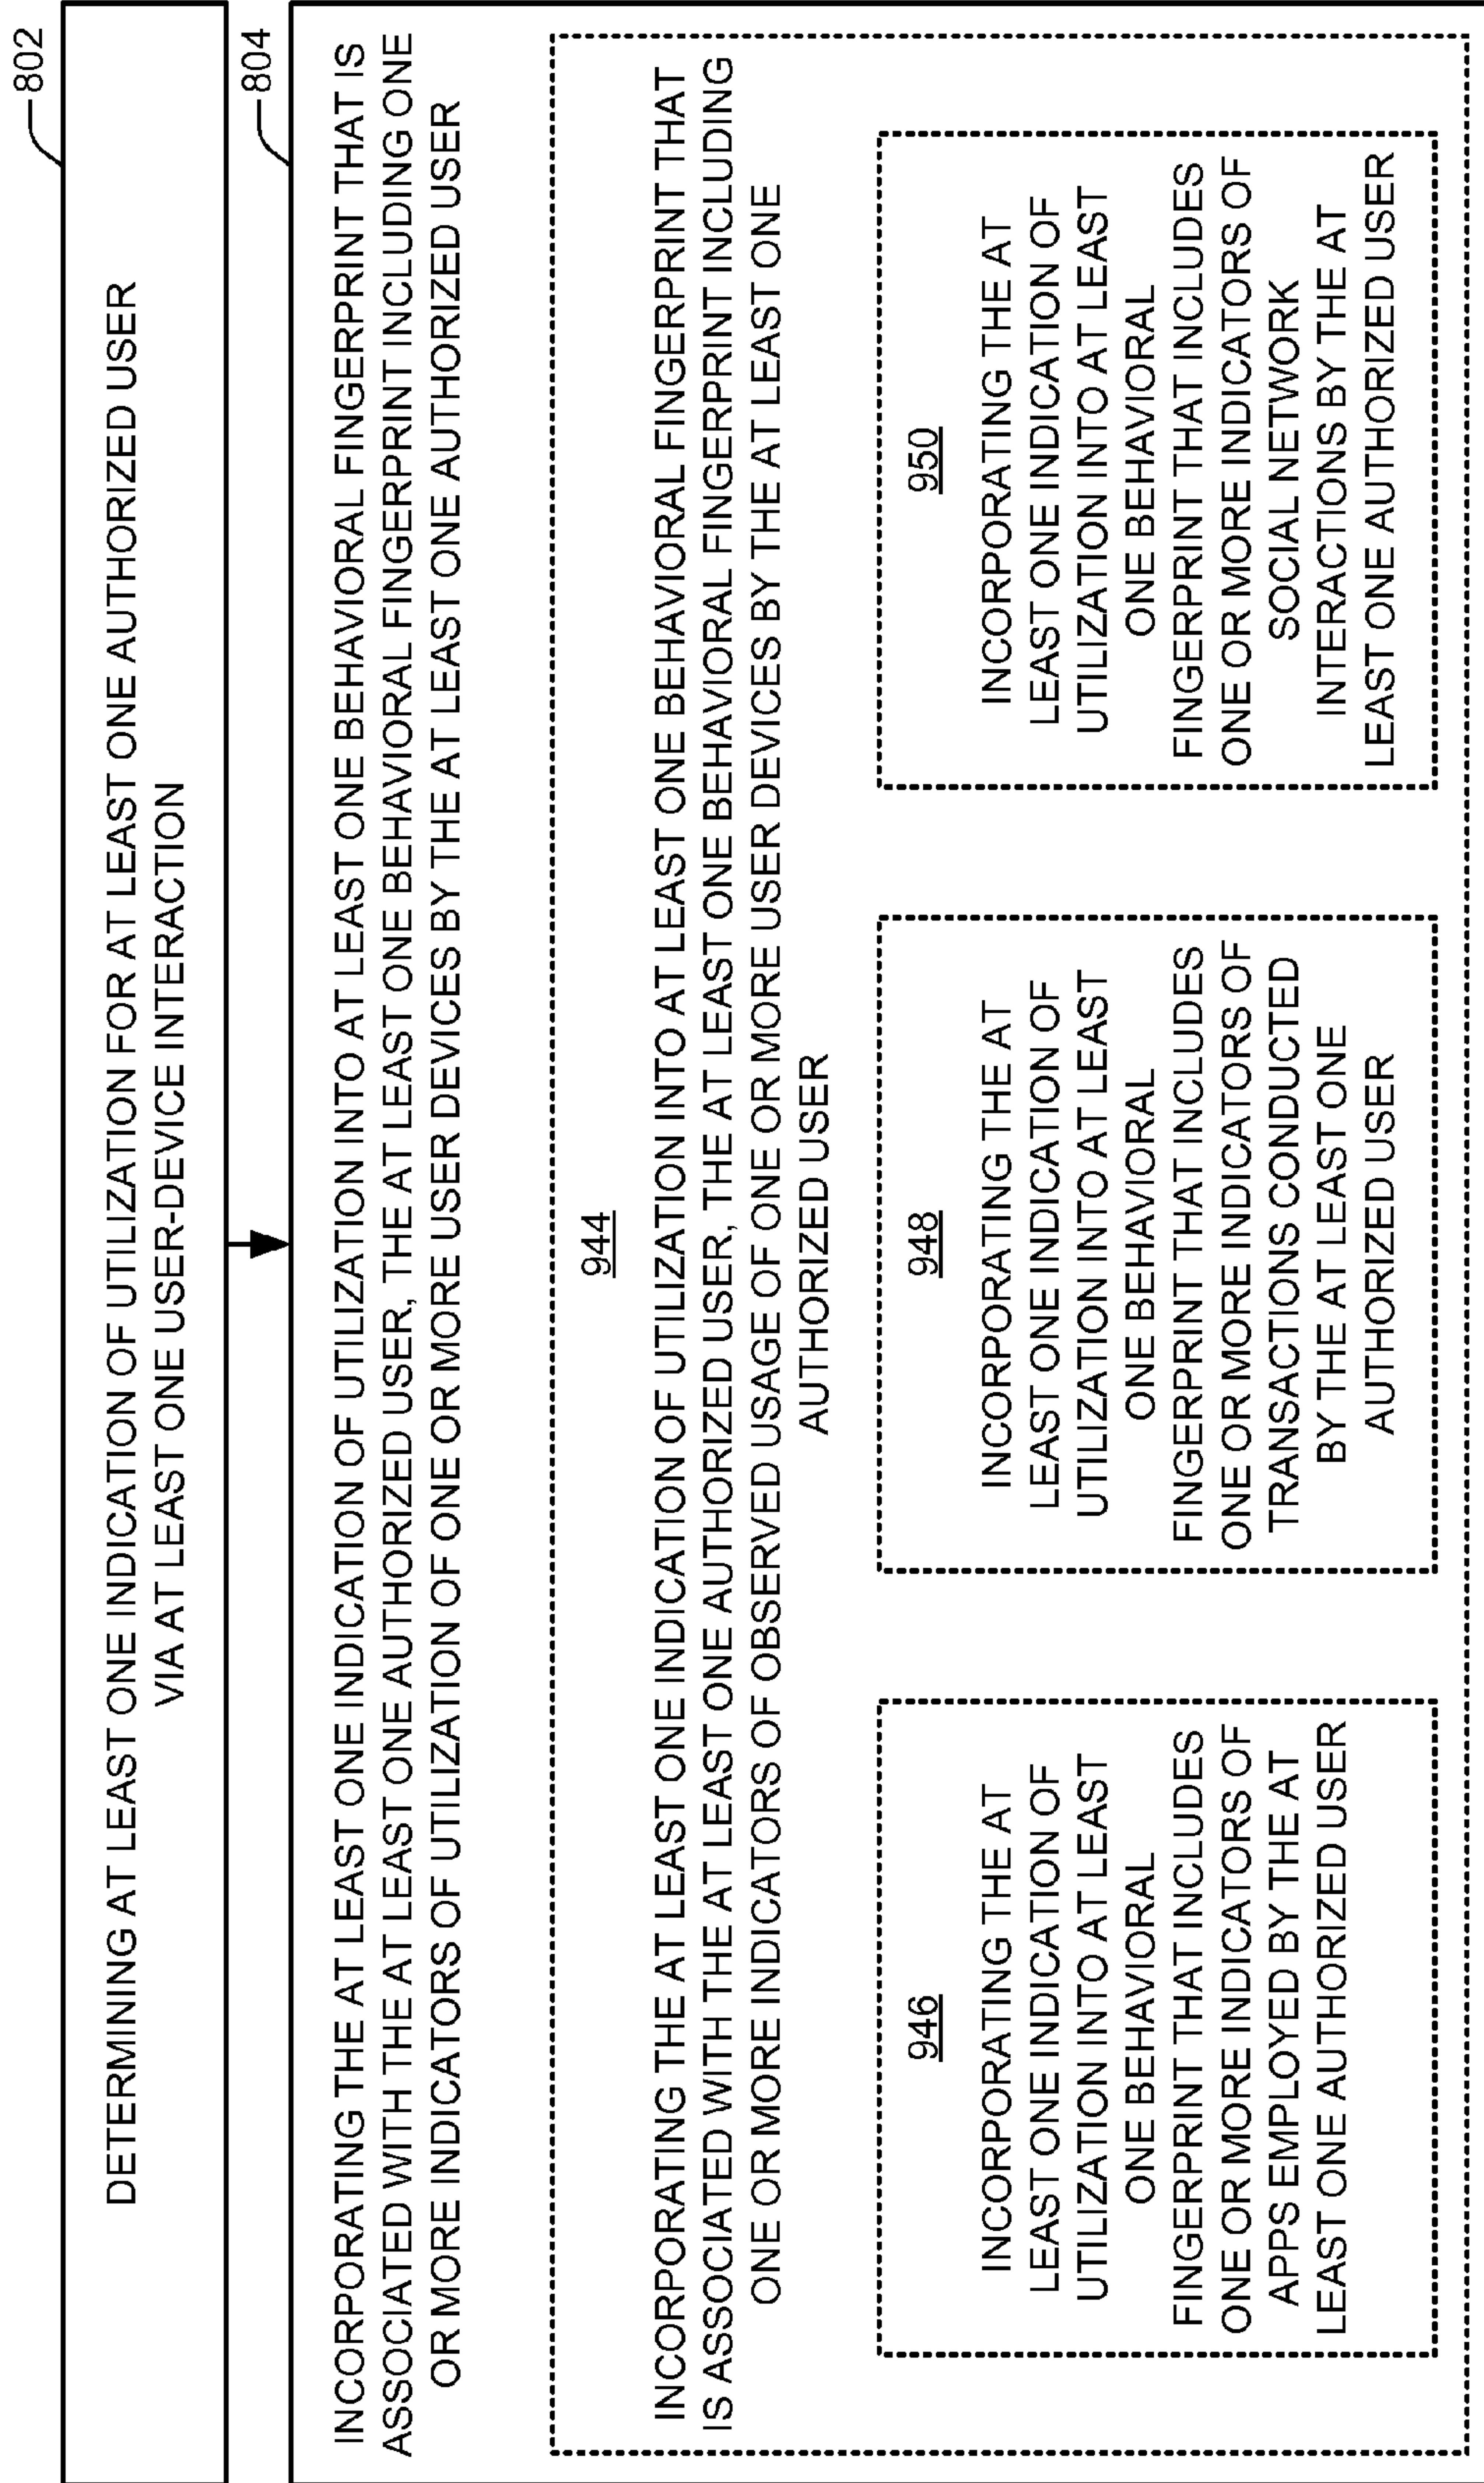 802
DETERMINING AT LEAST ONE INDICATION OF UTILIZATION FOR AT LEAST ONE AUTHORIZED USER
VIA AT LEAST ONE USER-DEVICE INTERACTION
804
INCORPORATING THE AT LEAST ONE INDICATION OF UTILIZATION INTO AT LEAST ONE BEHAVIORAL FINGERPRINT THAT IS
ASSOCIATED WITH THE AT LEAST ONE AUTHORIZED USER, THE AT LEAST ONE BEHAVIORAL FINGERPRINT INCLUDING ONE
OR MORE INDICATORS OF UTILIZATION OF ONE OR MORE USER DEVICES BY THE AT LEAST ONE AUTHORIZED USER
944
INCORPORATING THE AT LEAST ONE INDICATION OF UTILIZATION INTO AT LEAST ONE BEHAVIORAL FINGERPRINT THAT
IS ASSOCIATED WITH THE AT LEAST ONE AUTHORIZED USER, THE AT LEAST ONE BEHAVIORAL FINGERPRINT INCLUDING
ONE OR MORE INDICATORS OF OBSERVED USAGE OF ONE OR MORE USER DEVICES BY THE AT LEAST ONE
AUTHORIZED USER
946
INCORPORATING THE AT
LEAST ONE INDICATION OF
UTILIZATION INTO AT LEAST
ONE BEHAVIORAL
FINGERPRINT THAT INCLUDES
ONE OR MORE INDICATORS OF
APPS EMPLOYED BY THE AT
LEAST ONE AUTHORIZED USER
948
INCORPORATING THE AT
LEAST ONE INDICATION OF
UTILIZATION INTO AT LEAST
ONE BEHAVIORAL
FINGERPRINT THAT INCLUDES
ONE OR MORE INDICATORS OF
TRANSACTIONS CONDUCTED
BY THE AT LEAST ONE
AUTHORIZED USER
950
INCORPORATING THE AT
LEAST ONE INDICATION OF
UTILIZATION INTO AT LEAST
ONE BEHAVIORAL
FINGERPRINT THAT INCLUDES
ONE OR MORE INDICATORS OF
SOCIAL NETWORK
INTERACTIONS BY THE AT
LEAST ONE AUTHORIZED USER